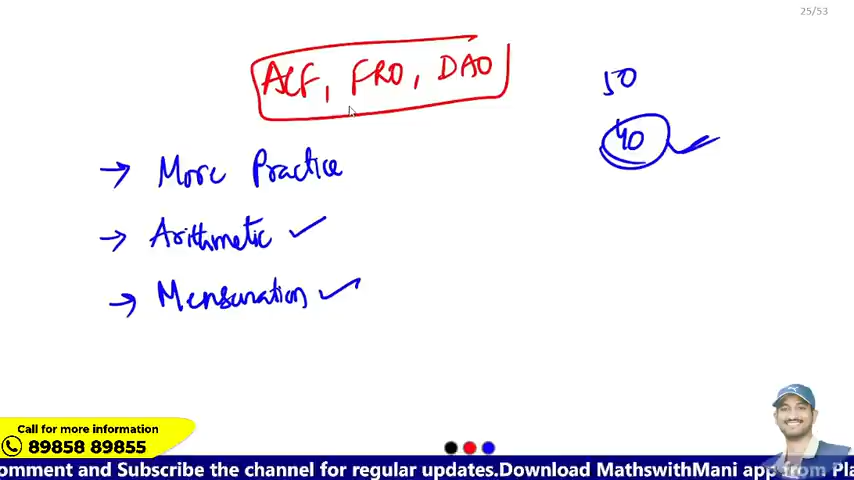 25/53
ACF, FRO, DAO
50
40
→ More Practice
→ Arithmetic ✓
→ Mensuration ✓
Call for more information
89858 89855
omment and Subscribe the channel for regular updates.Download MathswithMani app from Pla